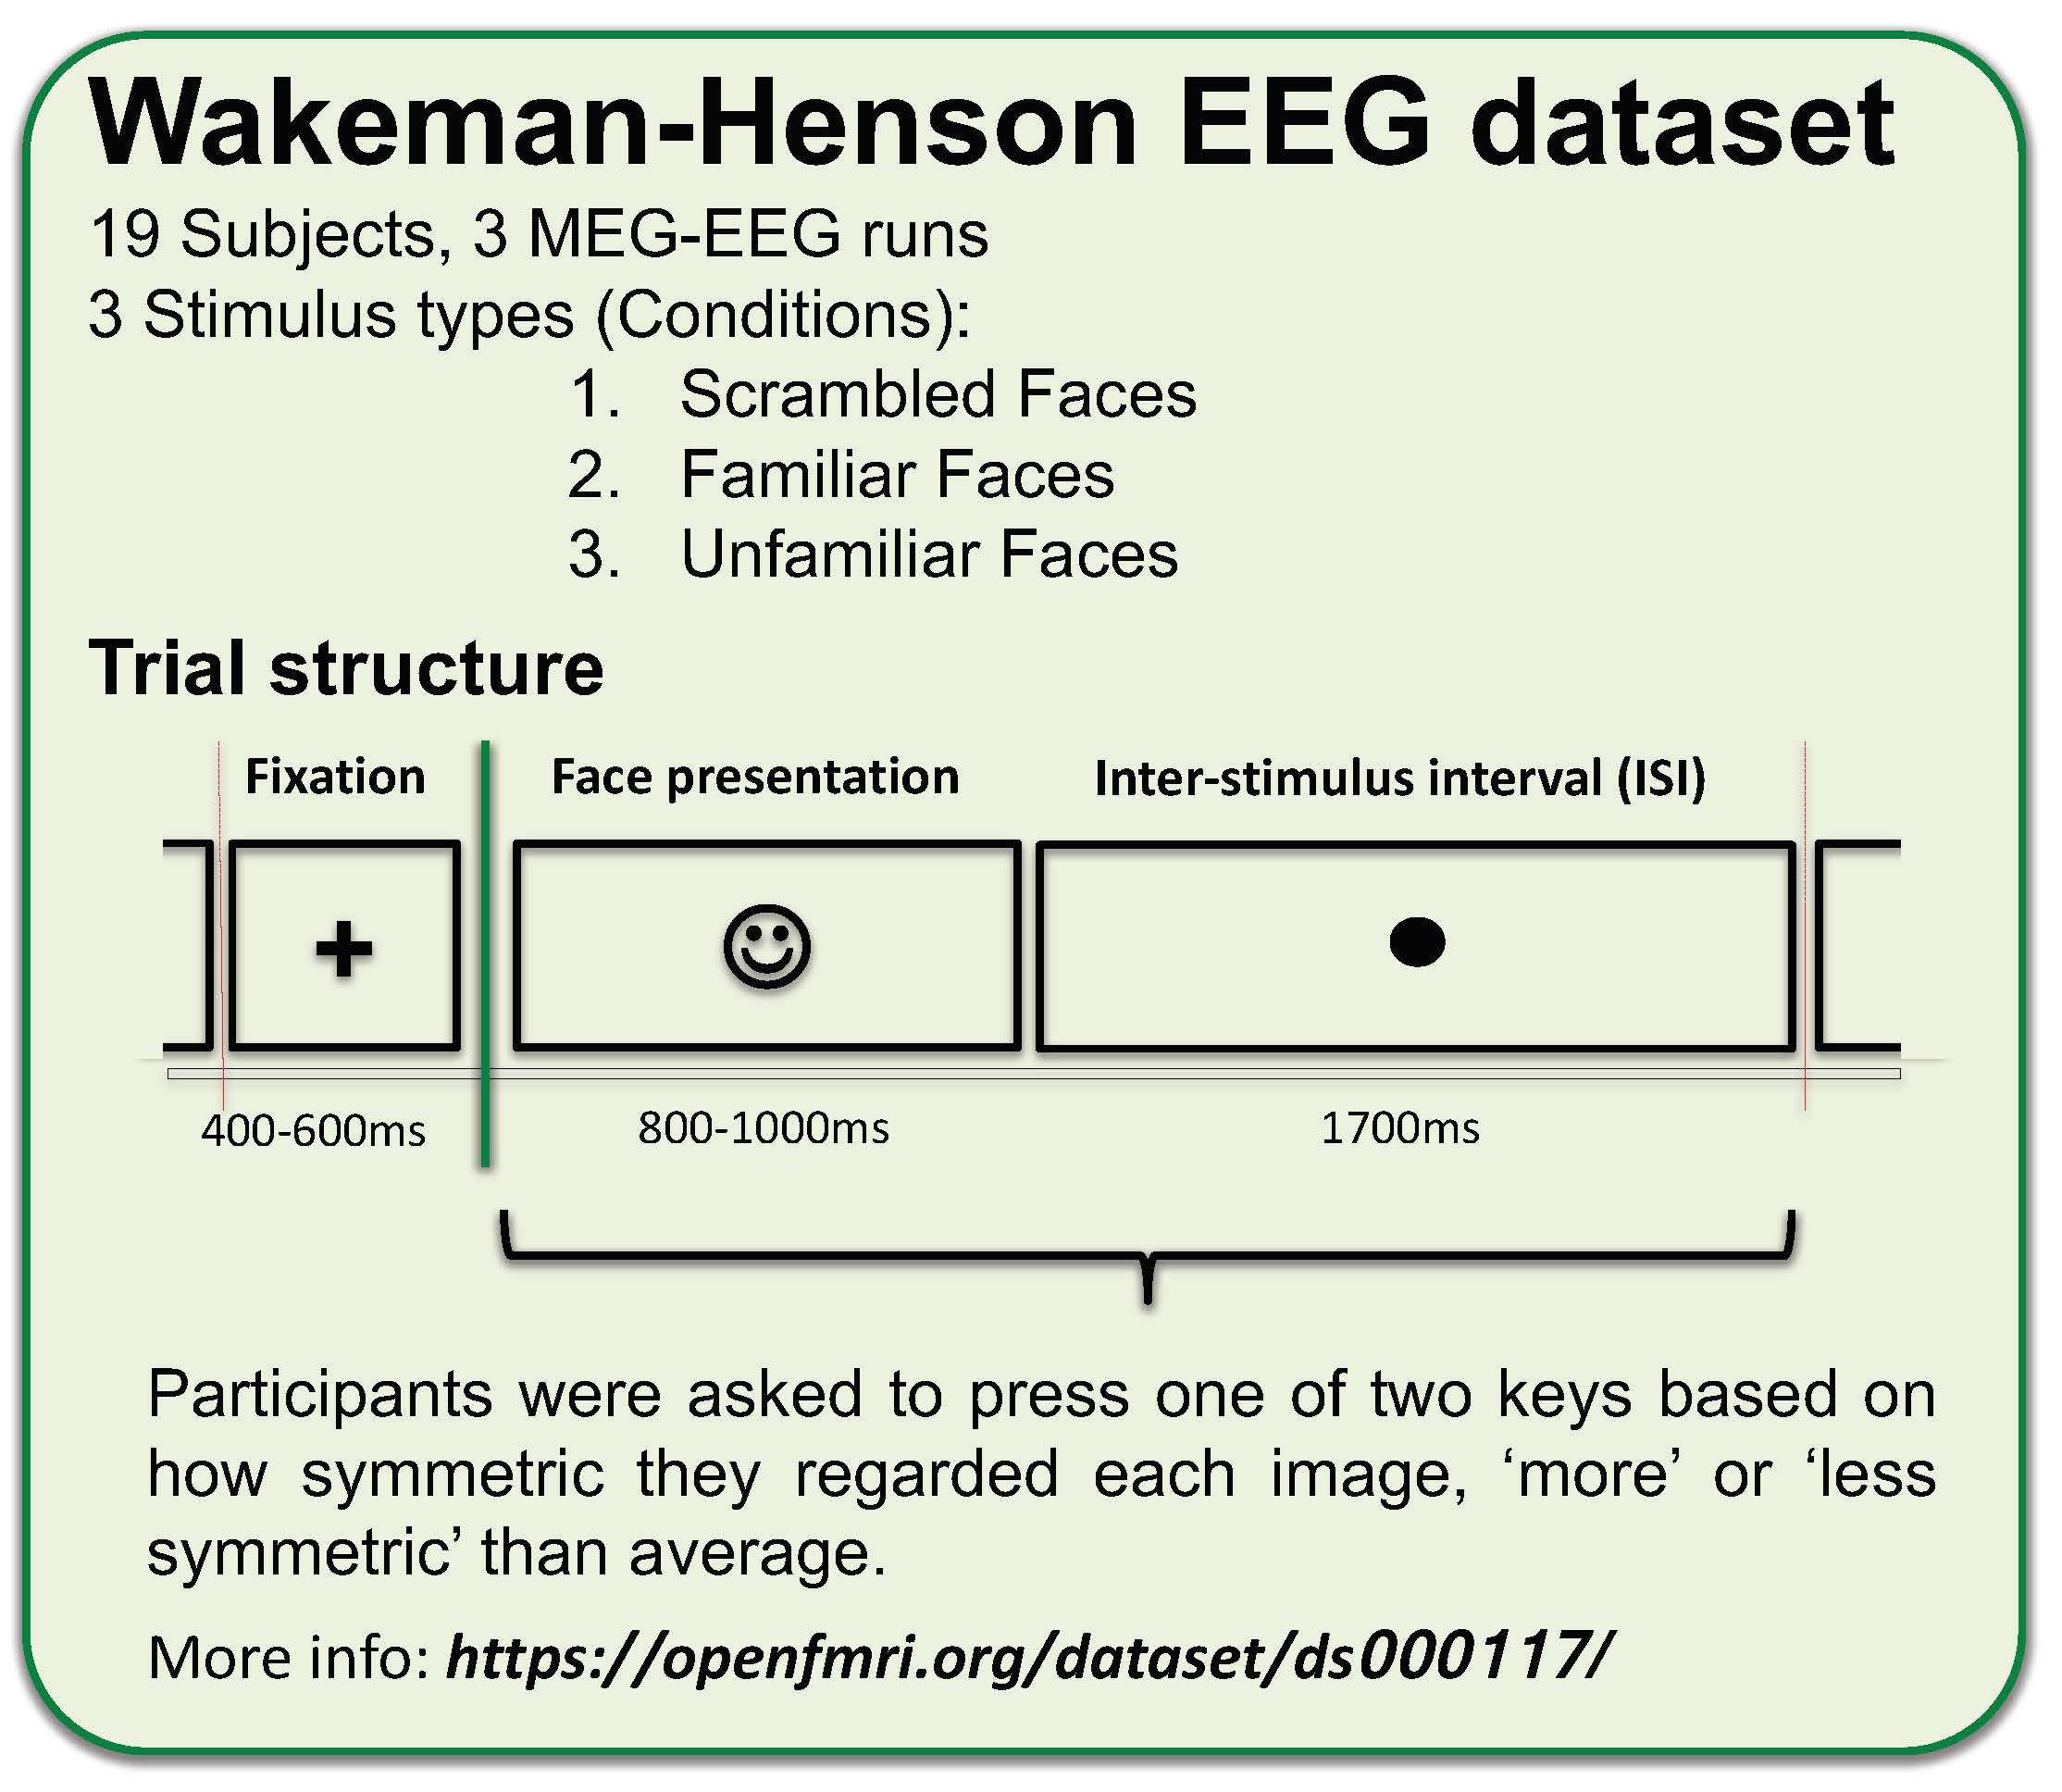 Wakeman-Henson EEG dataset
19 Subjects, 3 MEG-EEG runs
3 Stimulus types (Conditions):
1. Scrambled Faces
2. Familiar Faces
3. Unfamiliar Faces
Trial structure
Fixation Face presentation Inter-stimulus interval (ISI)
400-600ms 800-1000ms 1700ms
Participants were asked to press one of two keys based on
how symmetric they regarded each image, ‘more’ or ‘less
symmetric’ than average.
More info: https://openfmri.org/dataset/ds000117/